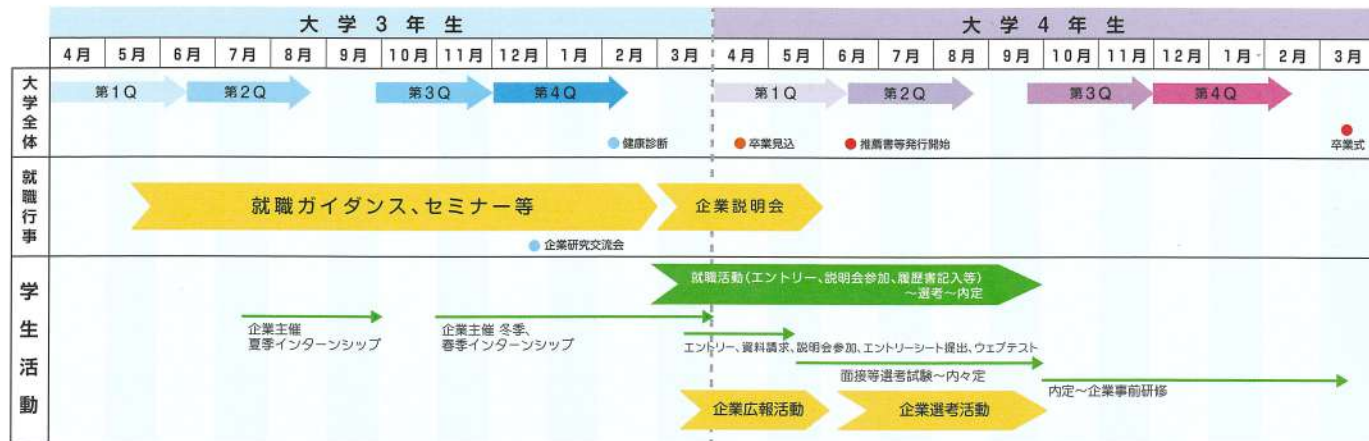 大学3年生
大学4年生
4月 5月 6月 7月 8月 9月 10月 11月 12月 1月 2月 3月 4月 5月 6月 7月 8月 9月 10月 11月 12月 1月 2月 3月
大学全体
第1Q 第2Q 第3Q 第4Q 第1Q 第2Q 第3Q 第4Q
健康診断 卒業見込 推薦書等発行開始 卒業式
就職行事
就職ガイダンス、セミナー等
企業説明会
企業研究交流会
学生活動
就職活動(エントリー、説明会参加、履歴書記入等)
〜選考〜内定
企業主催
夏季インターンシップ
企業主催 冬季、
春季インターンシップ
エントリー、資料請求、説明会参加、エントリーシート提出、ウェブテスト
面接等選考試験〜内々定
内定〜企業事前研修
企業広報活動
企業選考活動